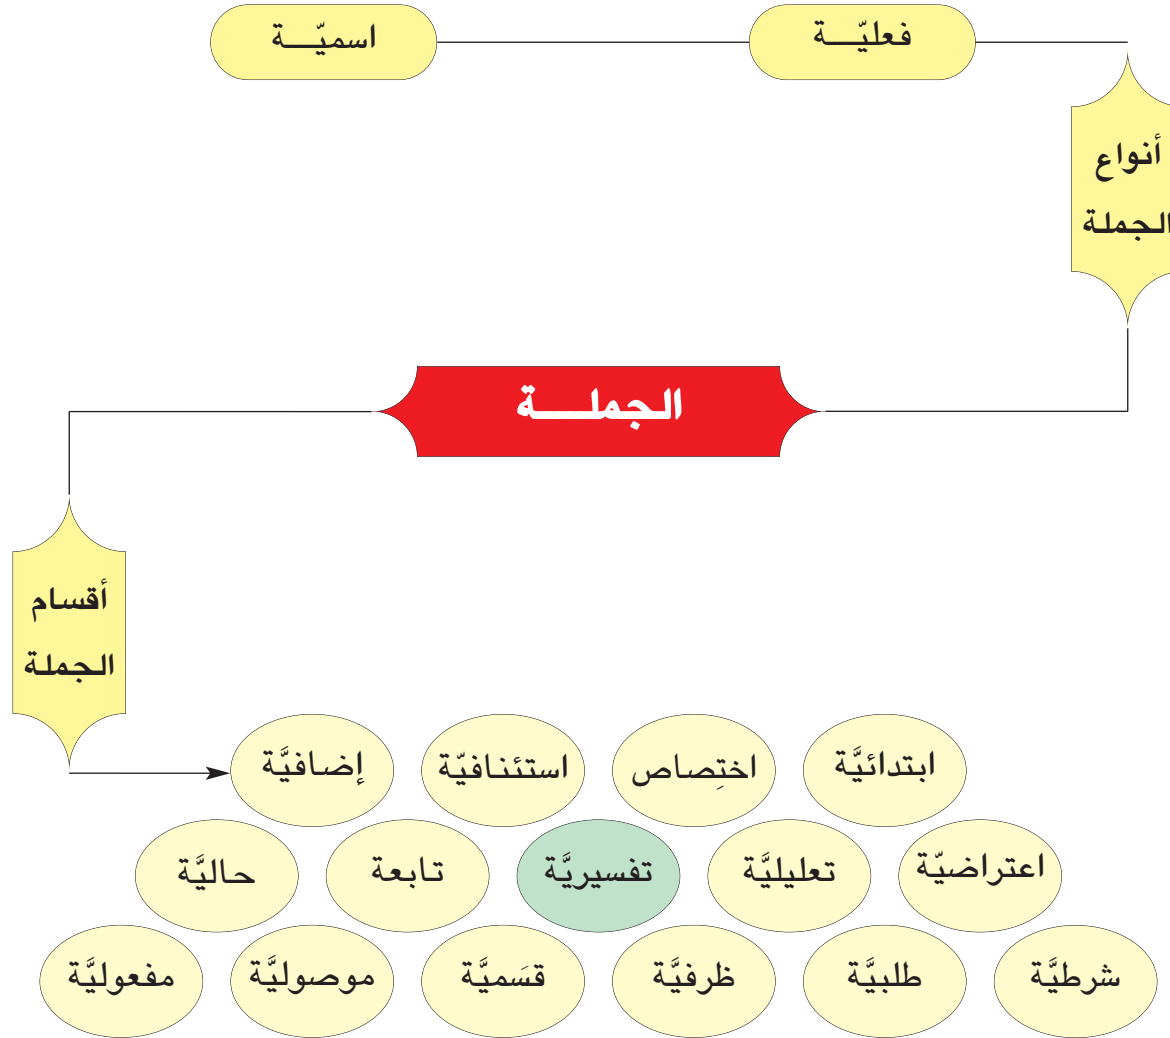 فعليّـــة
اسميّـــة
أنواع
الجملة
الجملـــة
أقسام
الجملة
ابتدائيَّة
اختِصاص
استئنافيّة
إضافيَّة
اعتراضيّة
تعليليَّة
تفسيريَّة
تابعة
حاليَّة
شرطيَّة
طلبيَّة
ظرفيَّة
قسَميَّة
موصوليَّة
مفعوليَّة